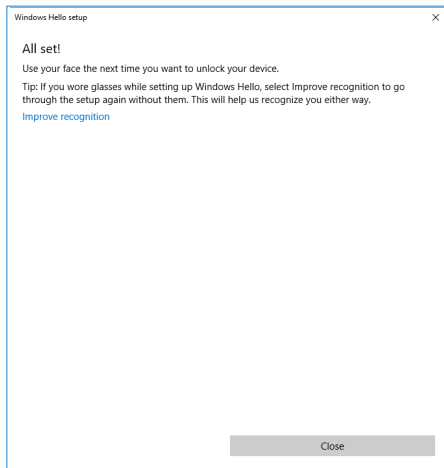 Windows Hello setup
All set!
Use your face the next time you want to unlock your device.
Tip: If you wore glasses while setting up Windows Hello, select Improve recognition to go
through the setup again without them. This will help us recognize you either way.
Improve recognition
Close